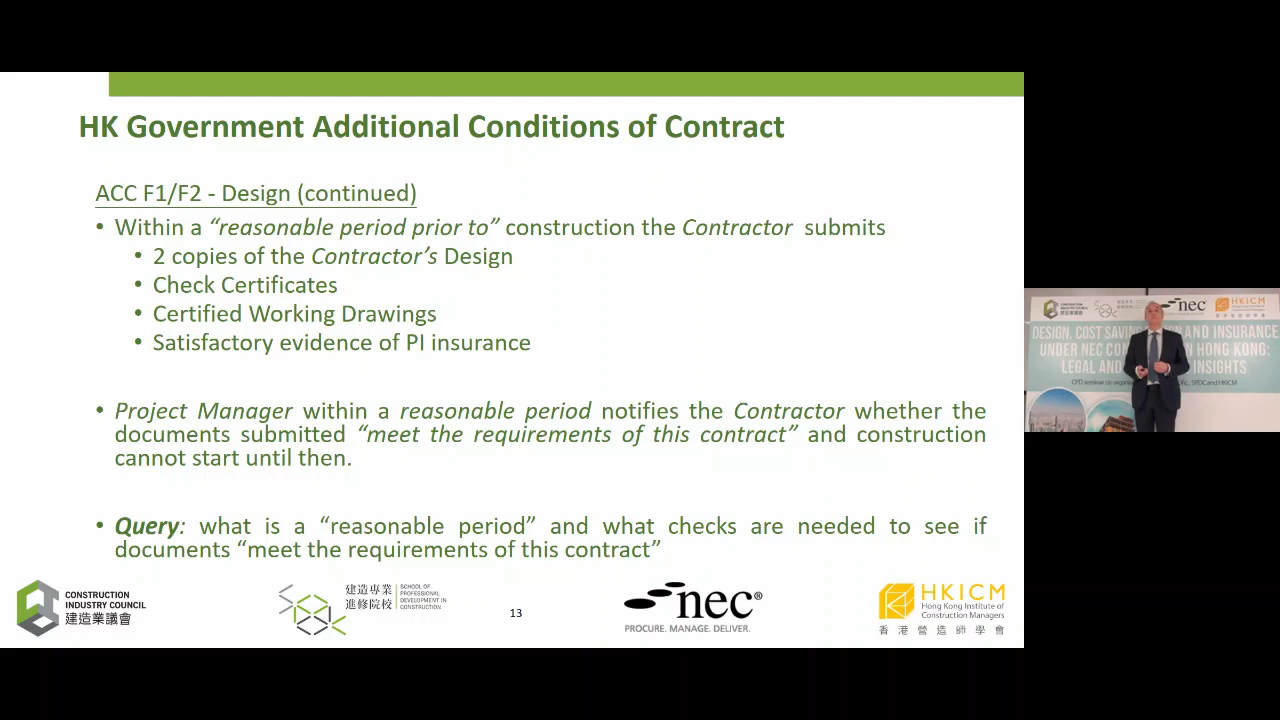 HK Government Additional Conditions of Contract
ACC F1/F2 - Design (continued)
• Within a “reasonable period prior to” construction the Contractor submits
• 2 copies of the Contractor’s Design
• Check Certificates
• Certified Working Drawings
• Satisfactory evidence of PI insurance
• Project Manager within a reasonable period notifies the Contractor whether the
documents submitted “meet the requirements of this contract” and construction
cannot start until then.
• Query: what is a “reasonable period” and what checks are needed to see if
documents “meet the requirements of this contract”
CONSTRUCTION
INDUSTRY COUNCIL
建造業議會
建造專業
進修院校
SCHOOL OF
PROFESSIONAL
DEVELOPMENT IN
CONSTRUCTION
13
nec®
PROCURE. MANAGE. DELIVER.
HKICM
Hong Kong Institute of
Construction Managers
香港營造師學會
nec
HKICM
DESIGN, COST SAVING AND INSURANCE
UNDER NEC IN HONG KONG:
LEGAL AND INSIGHTS